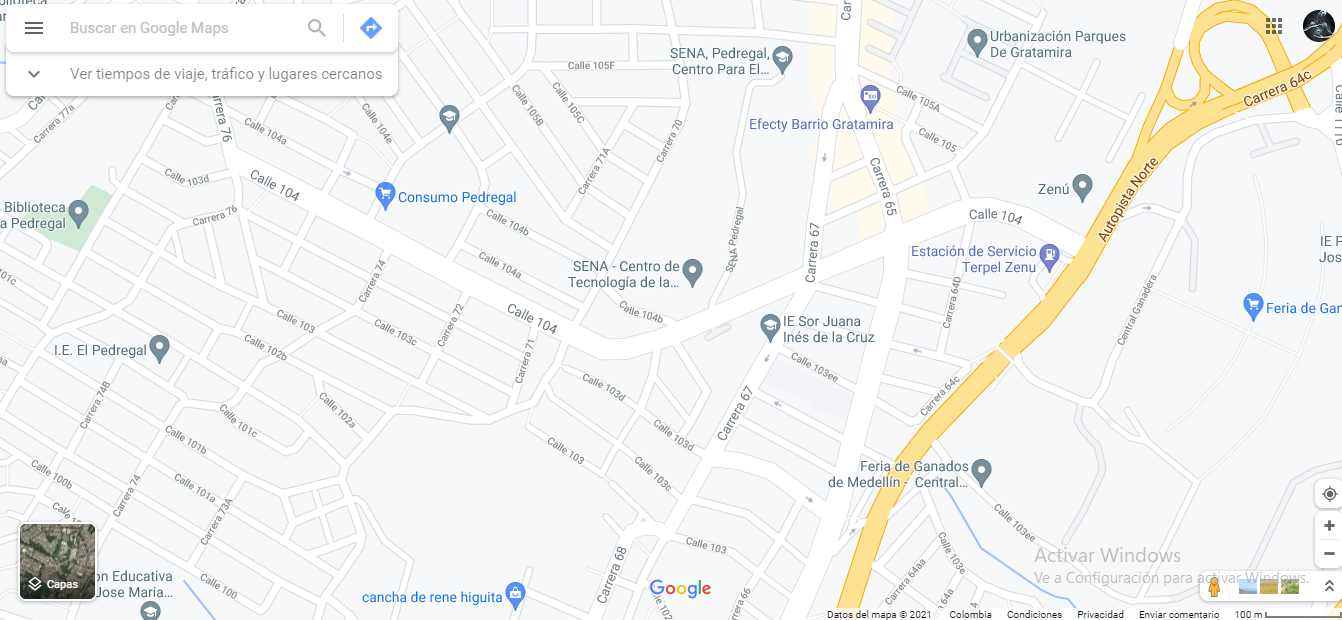 Buscar en Google Maps
Ver tiempos de viaje, tráfico y lugares cercanos
Urbanización Parques
De Gratamira
SENA, Pedregal,
Centro Para El...
Carrera 64c
Calle 105F
Calle 105B
Calle 105C
Calle 105A
Calle 105
Efecty Barrio Gratamira
Carrera 77a
Carrera 76
Calle 104a
Carrera 70
Carrera 71A
Calle 103d
Calle 104
Consumo Pedregal
Carrera 65
Zenú
Autopista Norte
Biblioteca
a Pedregal
Carrera 76
Calle 104b
SENA Pedregal
Carrera 67
Calle 104
Estación de Servicio
Terpel Zenu
SENA - Centro de
Tecnología de la...
Calle 104a
Carrera 74
Carrera 64D
Central Ganadera
Calle 104
Calle 104b
Carrera 72
Calle 103
Calle 103c
IE Sor Juana
Inés de la Cruz
I.E. El Pedregal
Calle 102b
Carrera 71
Calle 103ee
Calle 103d
Carrera 64c
Carrera 74B
Calle 102a
Calle 101c
Carrera 67
Calle 101b
Calle 103d
Calle 103
Calle 103c
Feria de Ganados
de Medellín - Central...
Calle 100b
Calle 101a
Carrera 74
Carrera 73A
Calle 103ee
Calle 103
Calle 103e
Carrera 68
Carrera 66
Calle 64aa
Capas
on Educativa
Jose Maria...
cancha de rene higuita
Google
Activar Windows
Ve a Configuración para activar Windows.
Datos del mapa © 2021 Colombia Condiciones Privacidad Enviar comentario 100 m